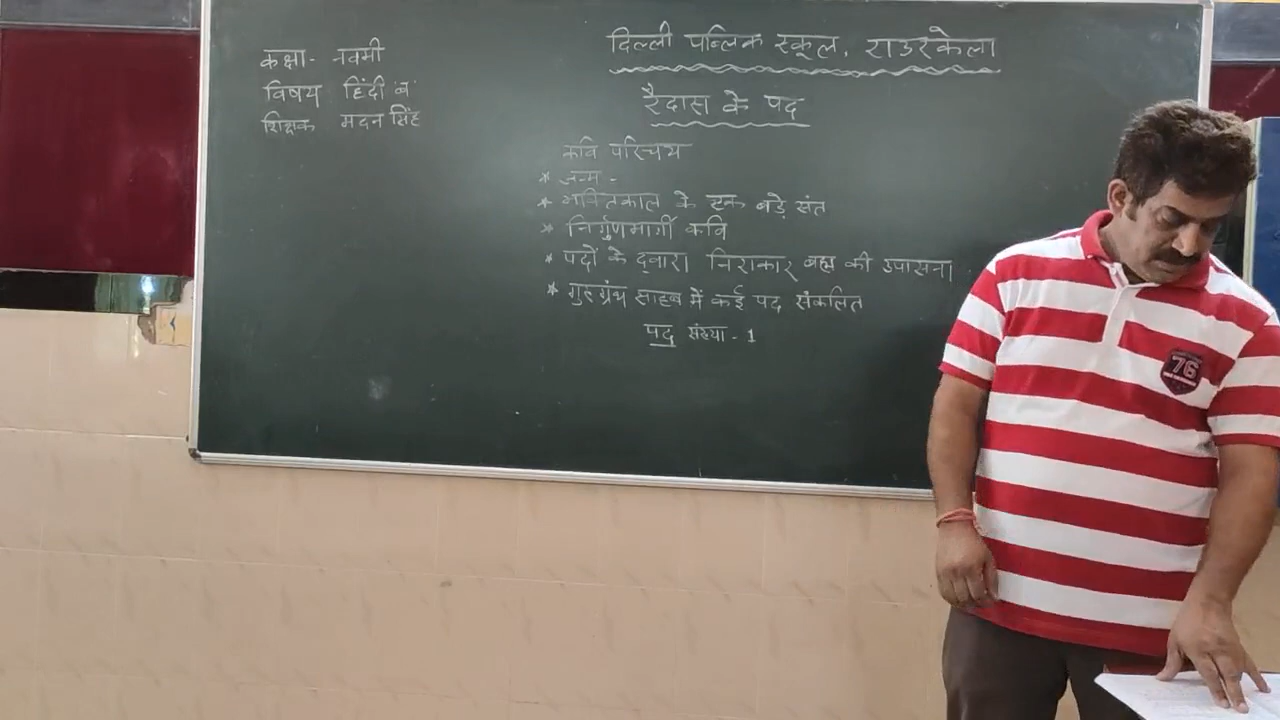 कक्षा- नवमी
विषय हिंदी ब
शिक्षक मदन सिंह
दिल्ली पब्लिक स्कूल, राउरकेला
रैदास के पद
कवि परिचय
* जन्म -
* भक्तिकाल के एक बड़े संत
* निर्गुणमार्गी कवि
* पदों के द्वारा निराकार ब्रह्म की उपासना
* गुरु ग्रंथ साहब में कई पद संकलित
पद संख्या - 1
76